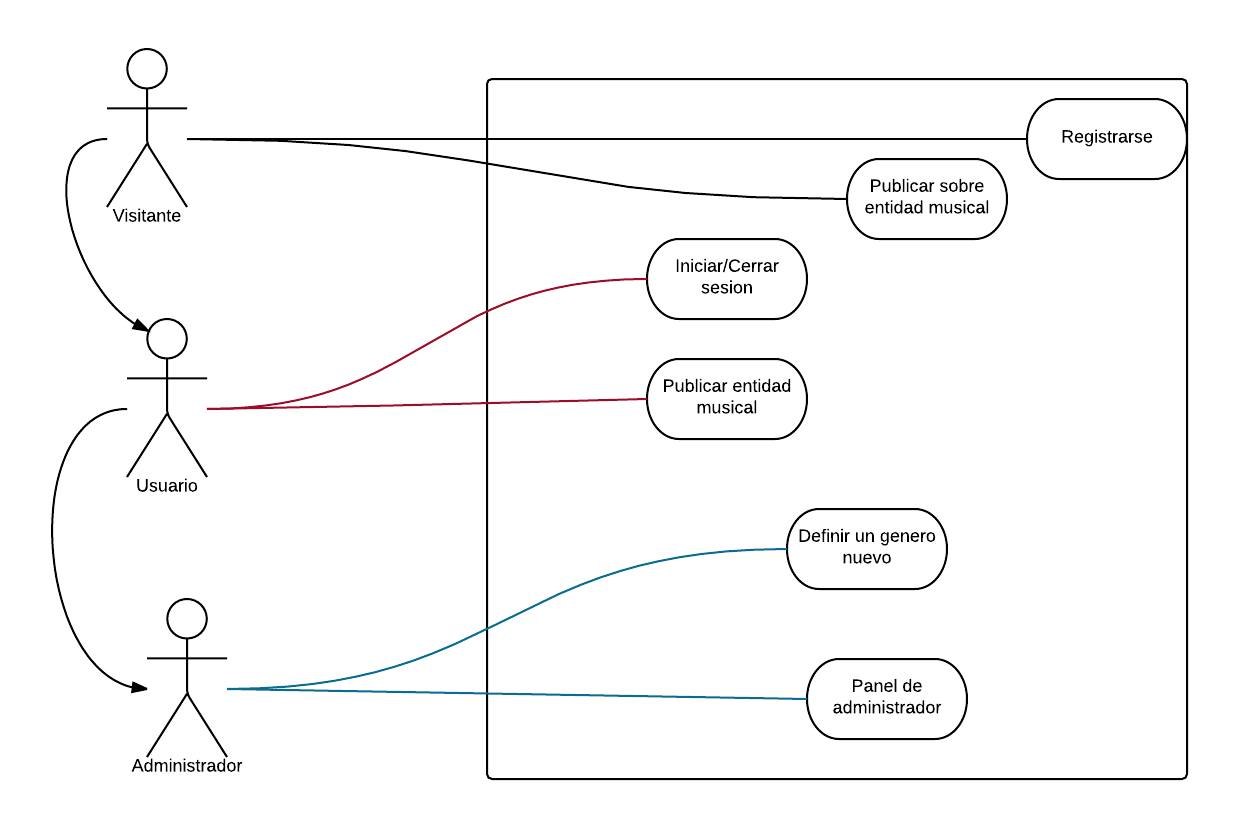 Registrarse
Publicar sobre
entidad musical
Visitante
Iniciar/Cerrar
sesion
Publicar entidad
musical
Usuario
Definir un genero
nuevo
Panel de
administrador
Administrador